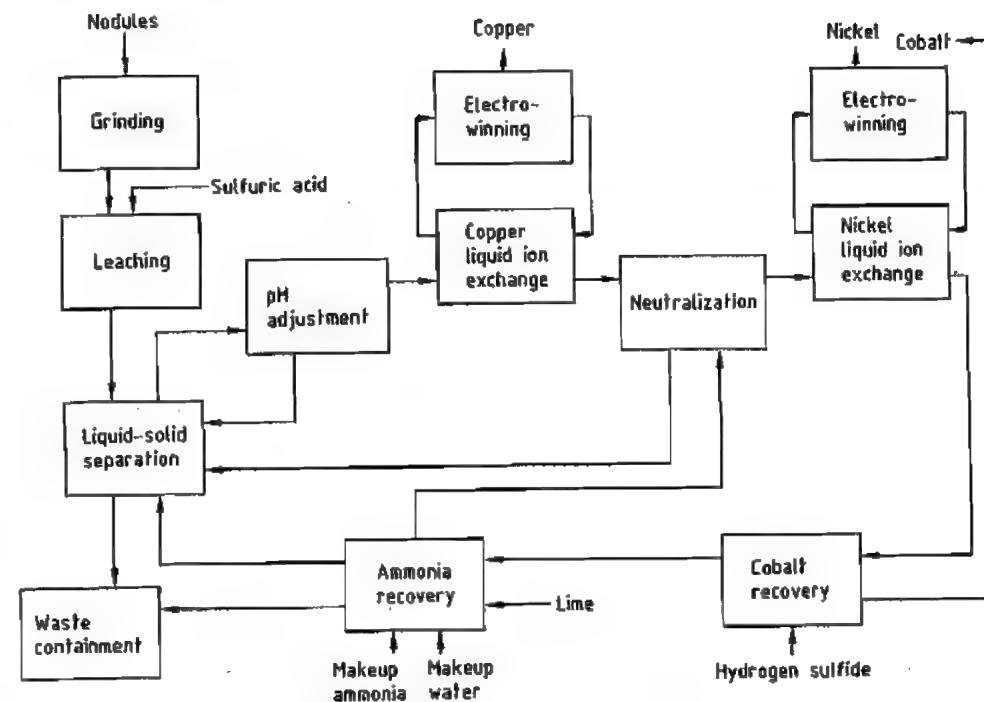 Nodules
Copper
Nickel
Cobalt
Grinding
Electro-
winning
Electro-
winning
Sulfuric acid
Leaching
Copper
liquid ion
exchange
Nickel
liquid ion
exchange
pH
adjustment
Neutralization
Liquid-solid
separation
Ammonia
recovery
Cobalt
recovery
Lime
Waste
containment
Makeup
ammonia
Makeup
water
Hydrogen sulfide